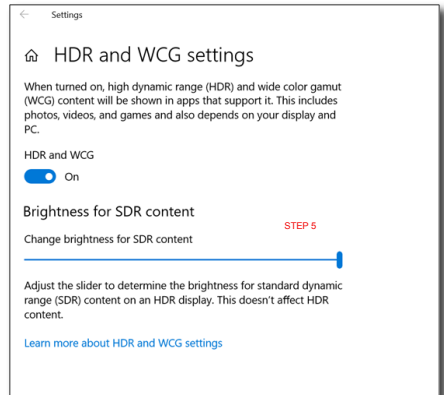 Settings
HDR and WCG settings
When turned on, high dynamic range (HDR) and wide color gamut
(WCG) content will be shown in apps that support it. This includes
photos, videos, and games and also depends on your display and
PC.
HDR and WCG
On
Brightness for SDR content
STEP 5
Change brightness for SDR content
Adjust the slider to determine the brightness for standard dynamic
range (SDR) content on an HDR display. This doesn't affect HDR
content.
Learn more about HDR and WCG settings